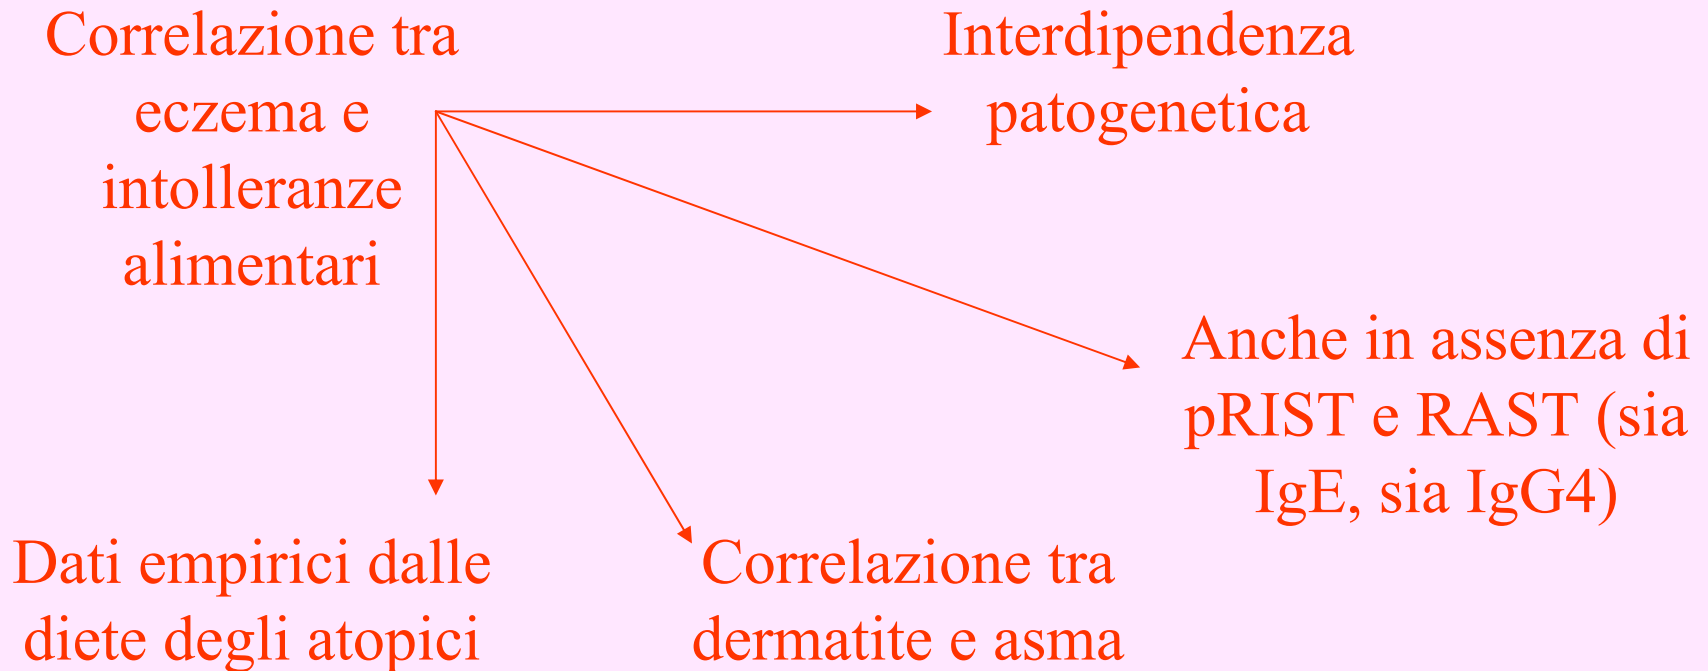 Correlazione tra
eczema e
intolleranze
alimentari
Interdipendenza
patogenetica
Anche in assenza di
pRIST e RAST (sia
IgE, sia IgG4)
Dati empirici dalle
diete degli atopici
Correlazione tra
dermatite e asma